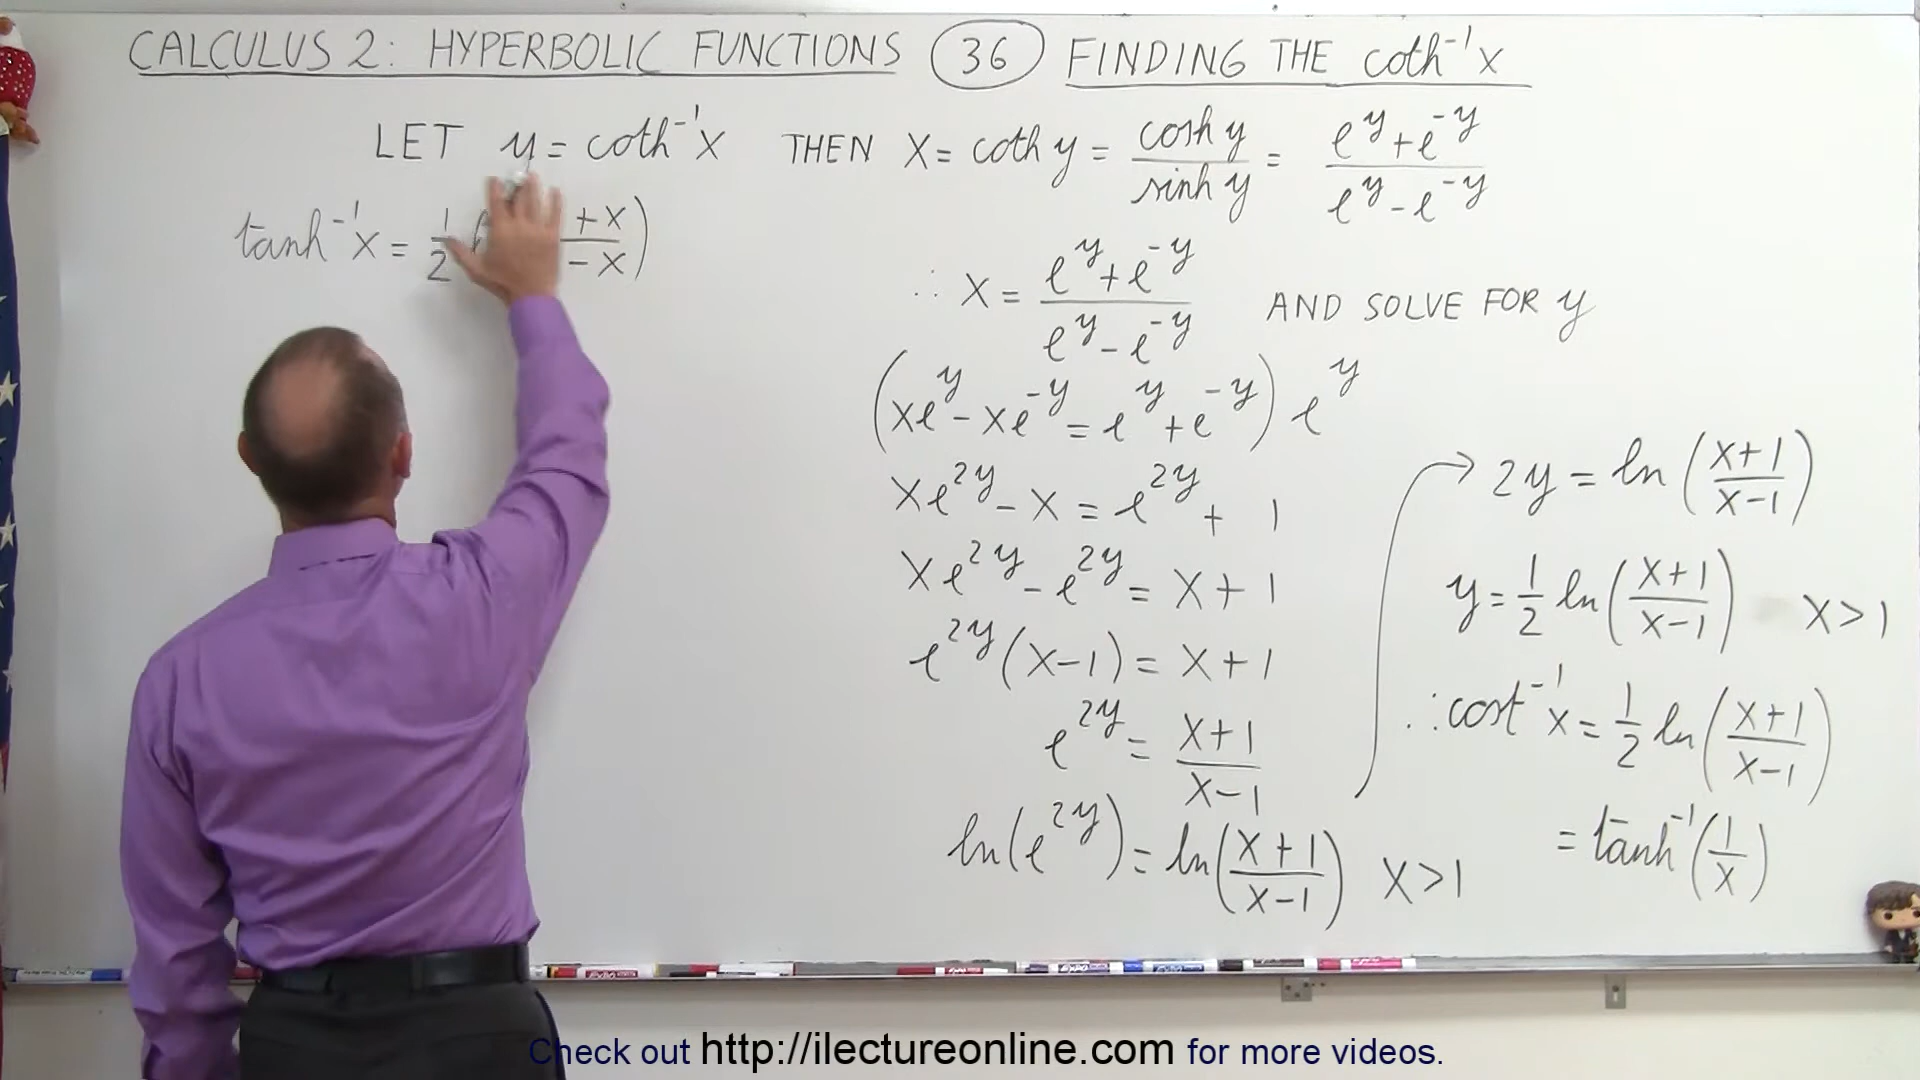 CALCULUS 2: HYPERBOLIC FUNCTIONS (36) FINDING THE coth⁻¹x
LET y = coth⁻¹x THEN x = coth y = cosh y / sinh y = (e^y + e^-y) / (e^y - e^-y)
tanh⁻¹x = 1/2 +x / -x )
∴ x = (e^y + e^-y) / (e^y - e^-y) AND SOLVE FOR y
(xe^y - xe^-y = e^y + e^-y) e^y
xe^2y - x = e^2y + 1
xe^2y - e^2y = x + 1
e^2y (x-1) = x + 1
e^2y = (x+1) / (x-1)
ln(e^2y) = ln((x+1) / (x-1)) x>1
→ 2y = ln((x+1) / (x-1))
y = 1/2 ln((x+1) / (x-1)) x>1
∴ cost⁻¹x = 1/2 ln((x+1) / (x-1))
= tanh⁻¹(1/x)
Check out http://ilectureonline.com for more videos.